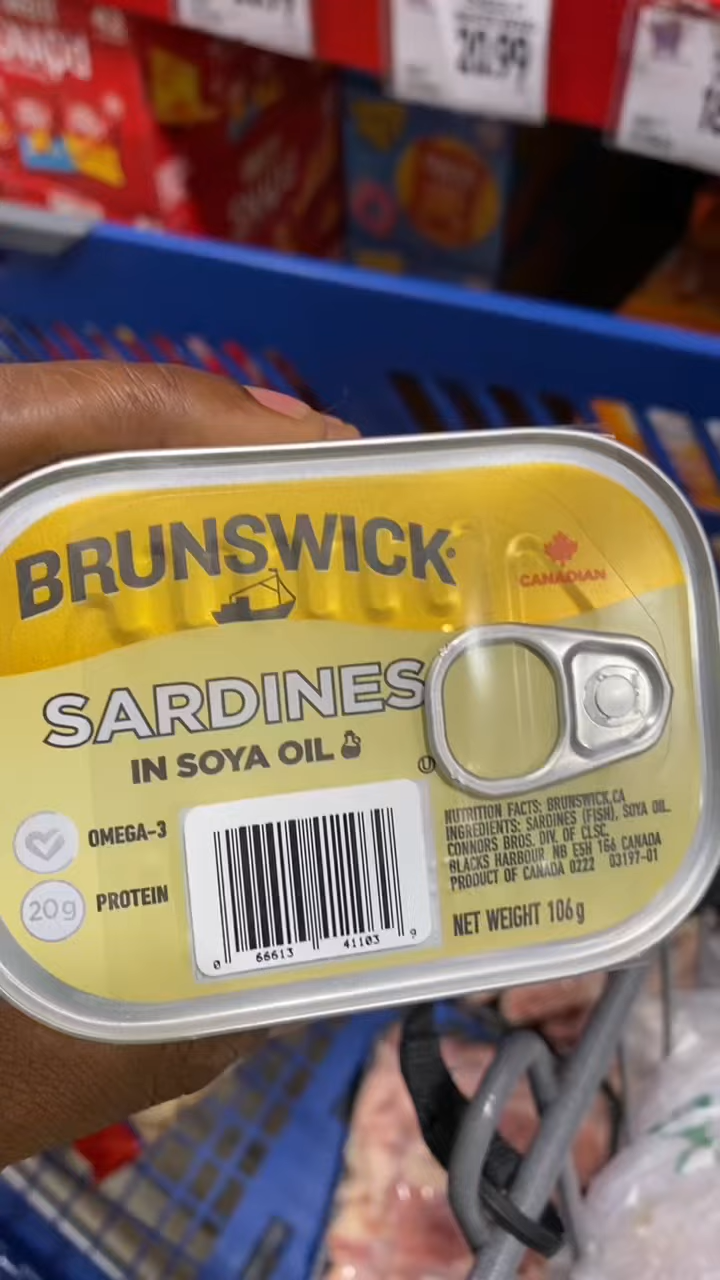 20.99
BRUNSWICK
CANADIAN
SARDINES
IN SOYA OIL
U
OMEGA-3
20g PROTEIN
0 66613 41103 9
NUTRITION FACTS: BRUNSWICK.CA
INGREDIENTS: SARDINES (FISH), SOYA OIL.
CONNORS BROS. DIV. OF CLSC.
BLACKS HARBOUR NB E5H 1G6 CANADA
PRODUCT OF CANADA 0222 03197-01
NET WEIGHT 106g